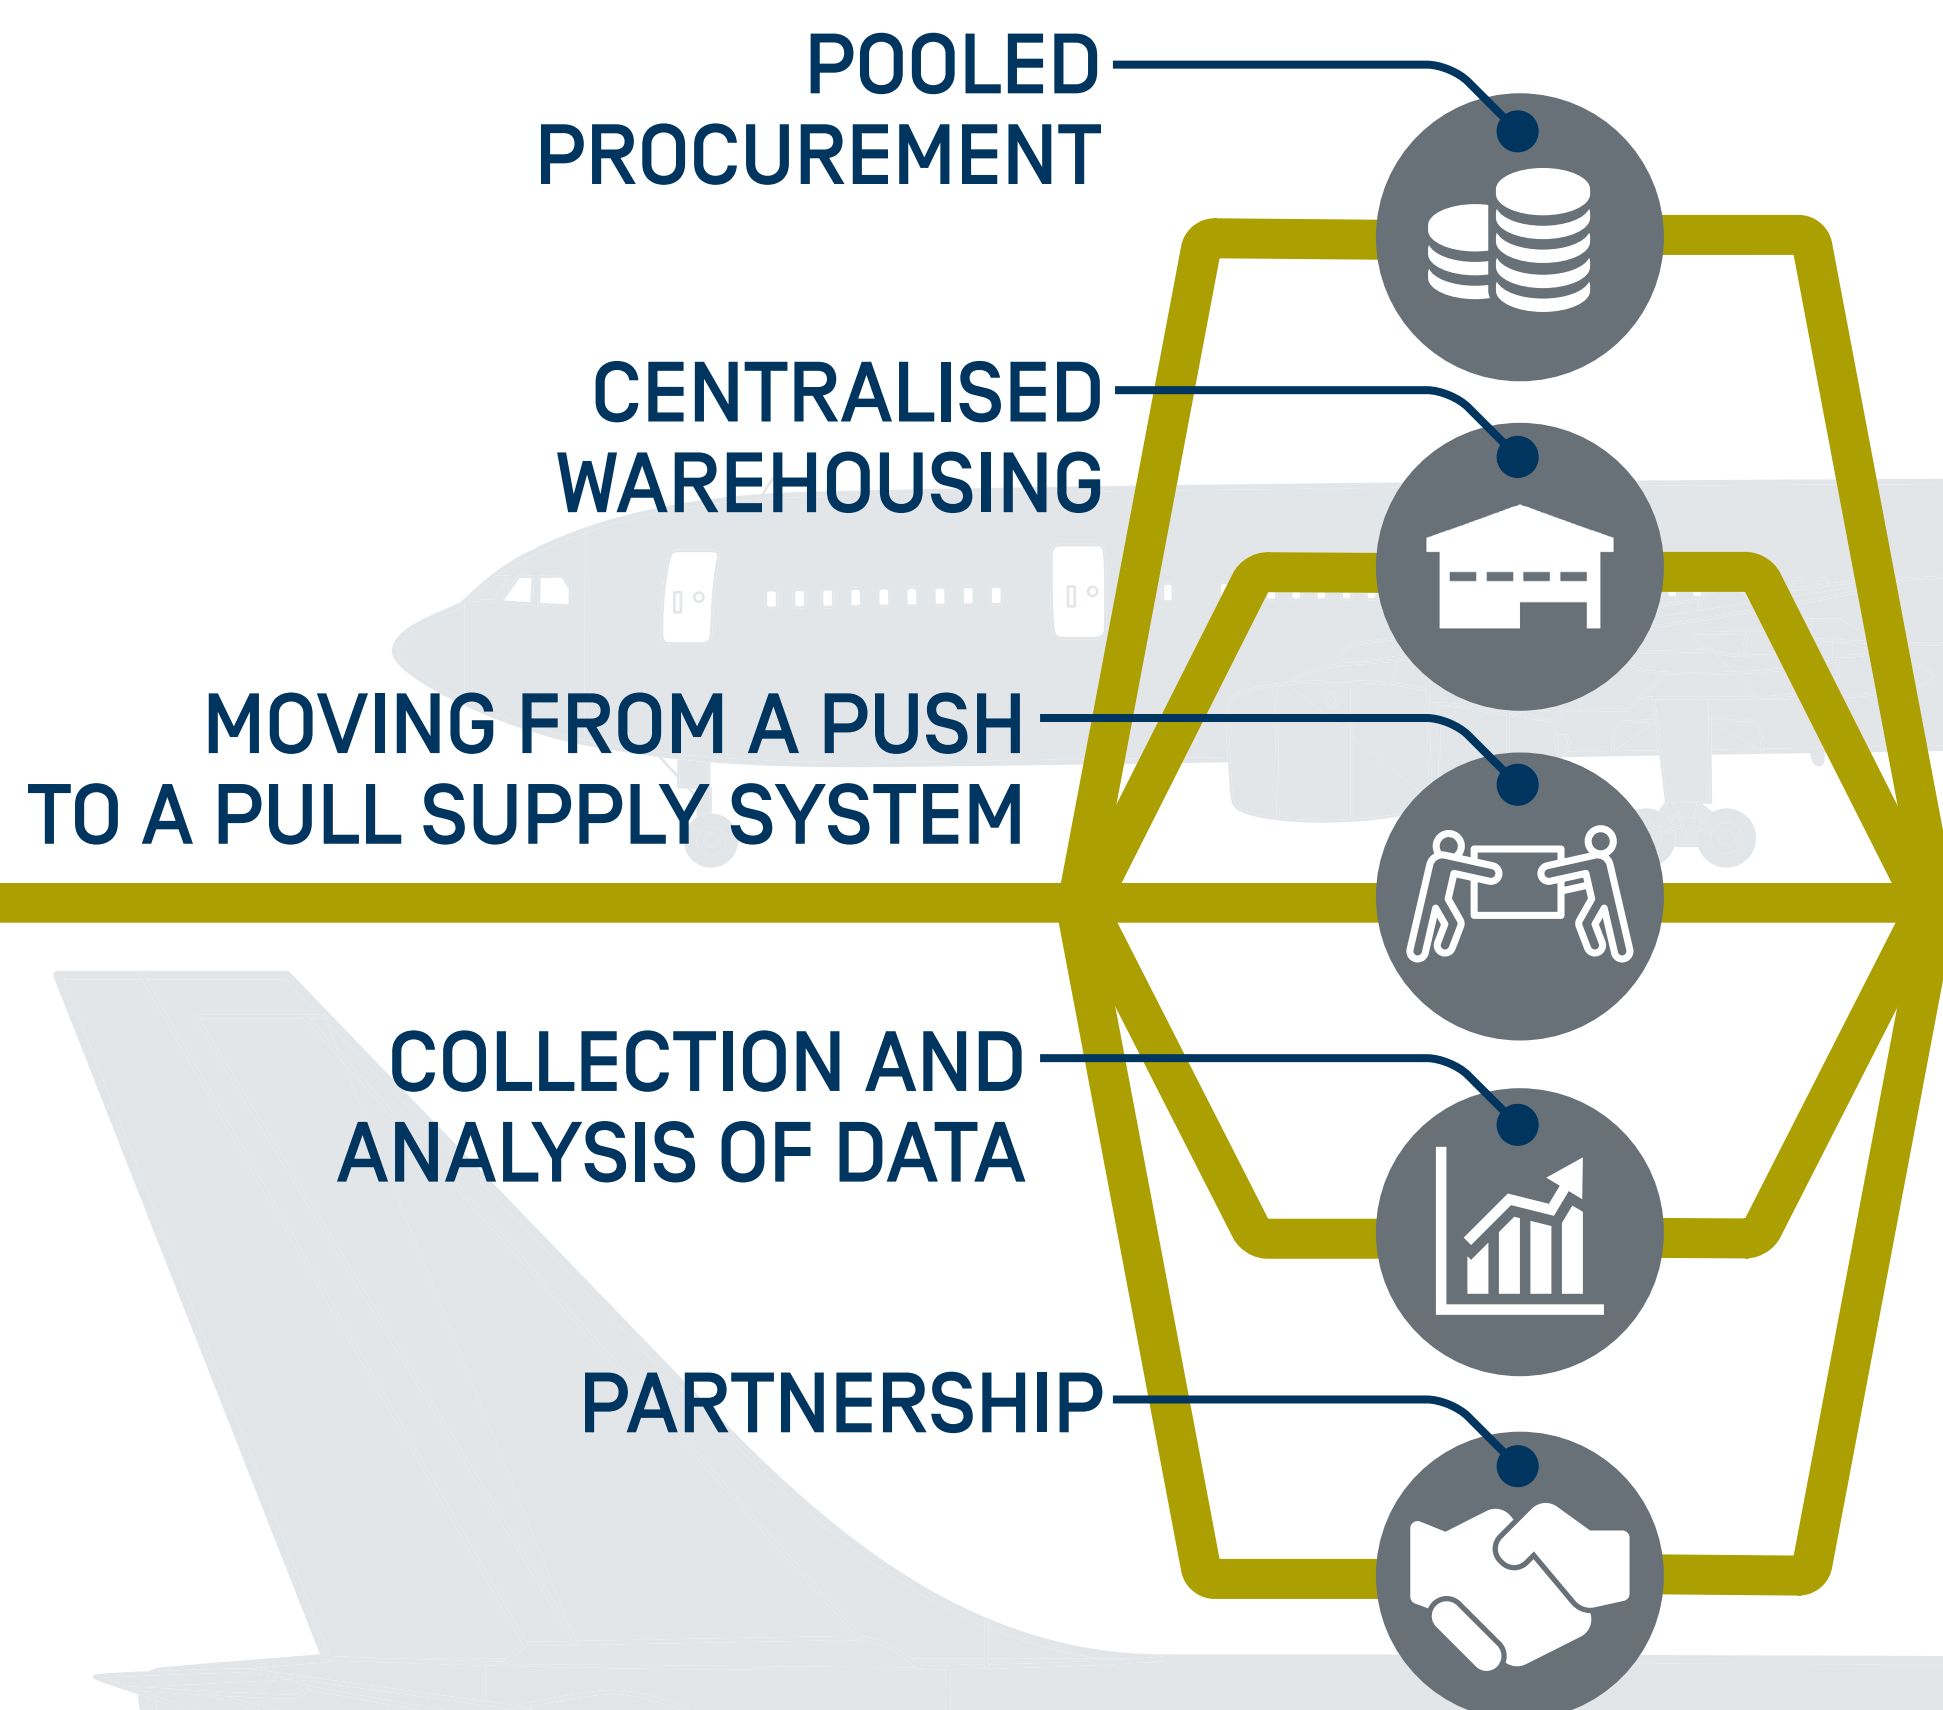 POOLED
PROCUREMENT
CENTRALISED
WAREHOUSING
MOVING FROM A PUSH
TO A PULL SUPPLY SYSTEM
COLLECTION AND
ANALYSIS OF DATA
PARTNERSHIP